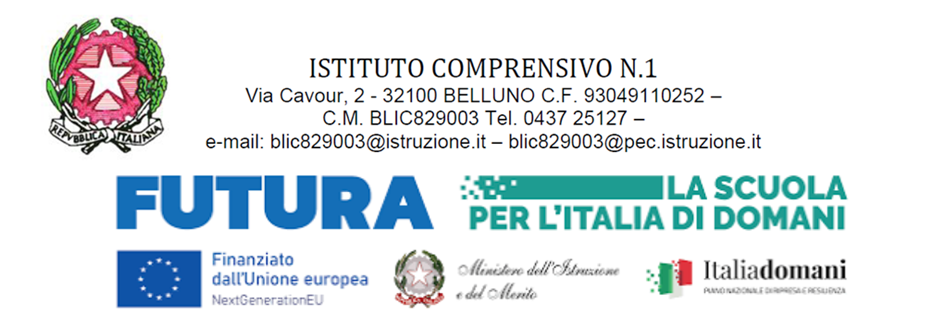 ISTITUTO COMPRENSIVO N.1
Via Cavour, 2 - 32100 BELLUNO C.F. 93049110252 –
C.M. BLIC829003 Tel. 0437 25127 –
e-mail: blic829003@istruzione.it – blic829003@pec.istruzione.it
REPVBBLICA ITALIANA
FUTURA
LA SCUOLA
PER L'ITALIA DI DOMANI
Finanziato
dall'Unione europea
NextGenerationEU
Ministero dell'Istruzione
e del Merito
Italiadomani
PIANO NAZIONALE DI RIPRESA E RESILIENZA